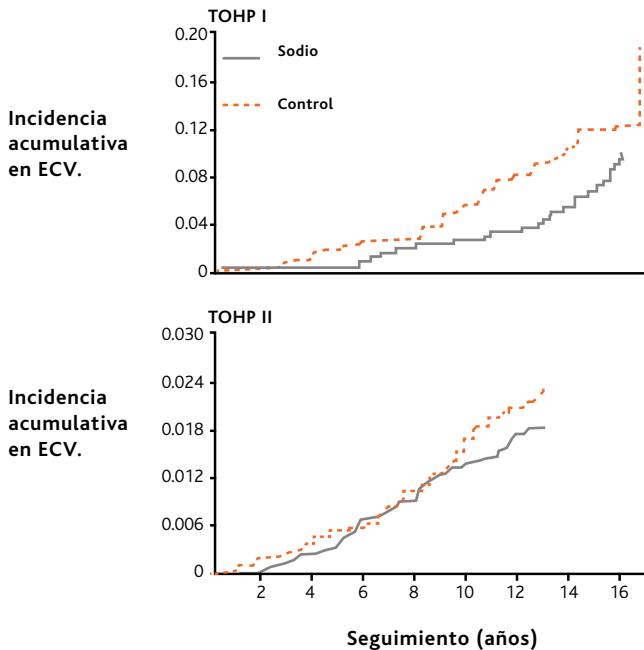 TOHP I
0.20
0.16
0.12
0.04
0
Sodio
Control
Incidencia
acumulativa
en ECV.
TOHP II
0.030
0.024
0.018
0.012
0.006
0
Incidencia
acumulativa
en ECV.
2 4 6 8 10 12 14 16
Seguimiento (años)